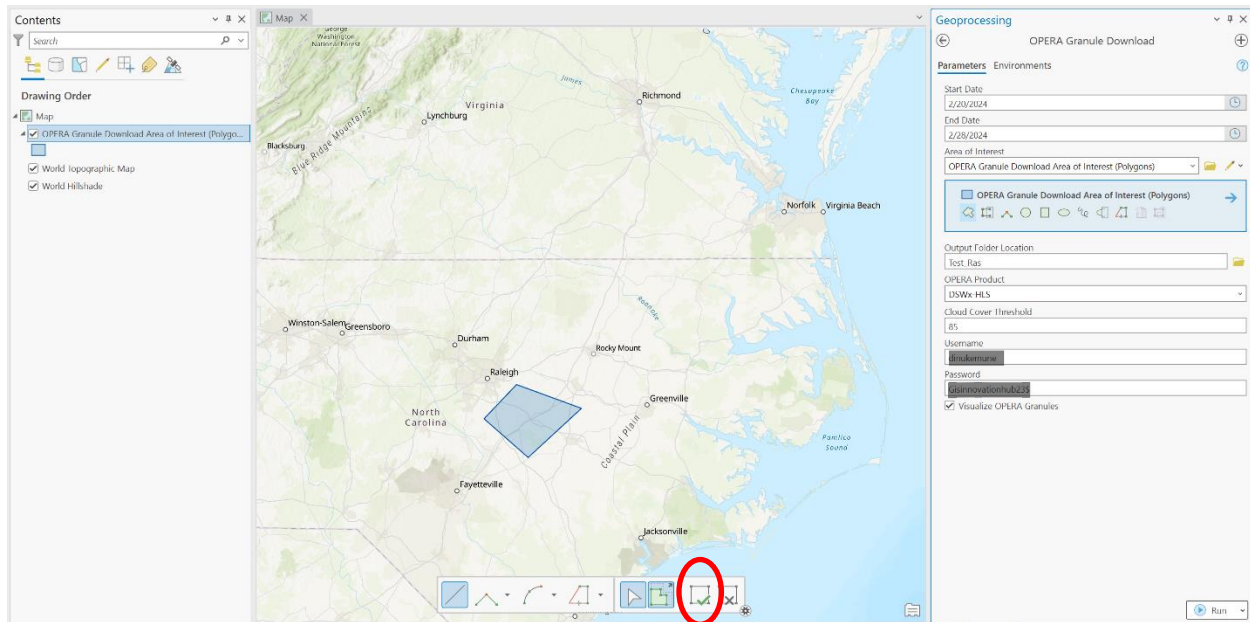 Contents
Search
Drawing Order
Map
OPERA Granule Download Area of Interest (Polygo...
World Topographic Map
World Hillshade
Map
George
Washington
National Forest
James
Richmond
Chesapeake
Bay
Virginia
Lynchburg
Blacksburg
Blue Ridge Mountains
Norfolk
Virginia Beach
Roanoke
Winston-Salem
Greensboro
Durham
Rocky Mount
Raleigh
Greenville
North
Carolina
Coastal Plain
Pamlico
Sound
Fayetteville
Jacksonville
Geoprocessing
OPERA Granule Download
Parameters Environments
Start Date
2/20/2024
End Date
2/28/2024
Area of Interest
OPERA Granule Download Area of Interest (Polygons)
OPERA Granule Download Area of Interest (Polygons)
Output Folder Location
Test_Ras
OPERA Product
DSWx-HLS
Cloud Cover Threshold
85
Username
Password
Visualize OPERA Granules
Run